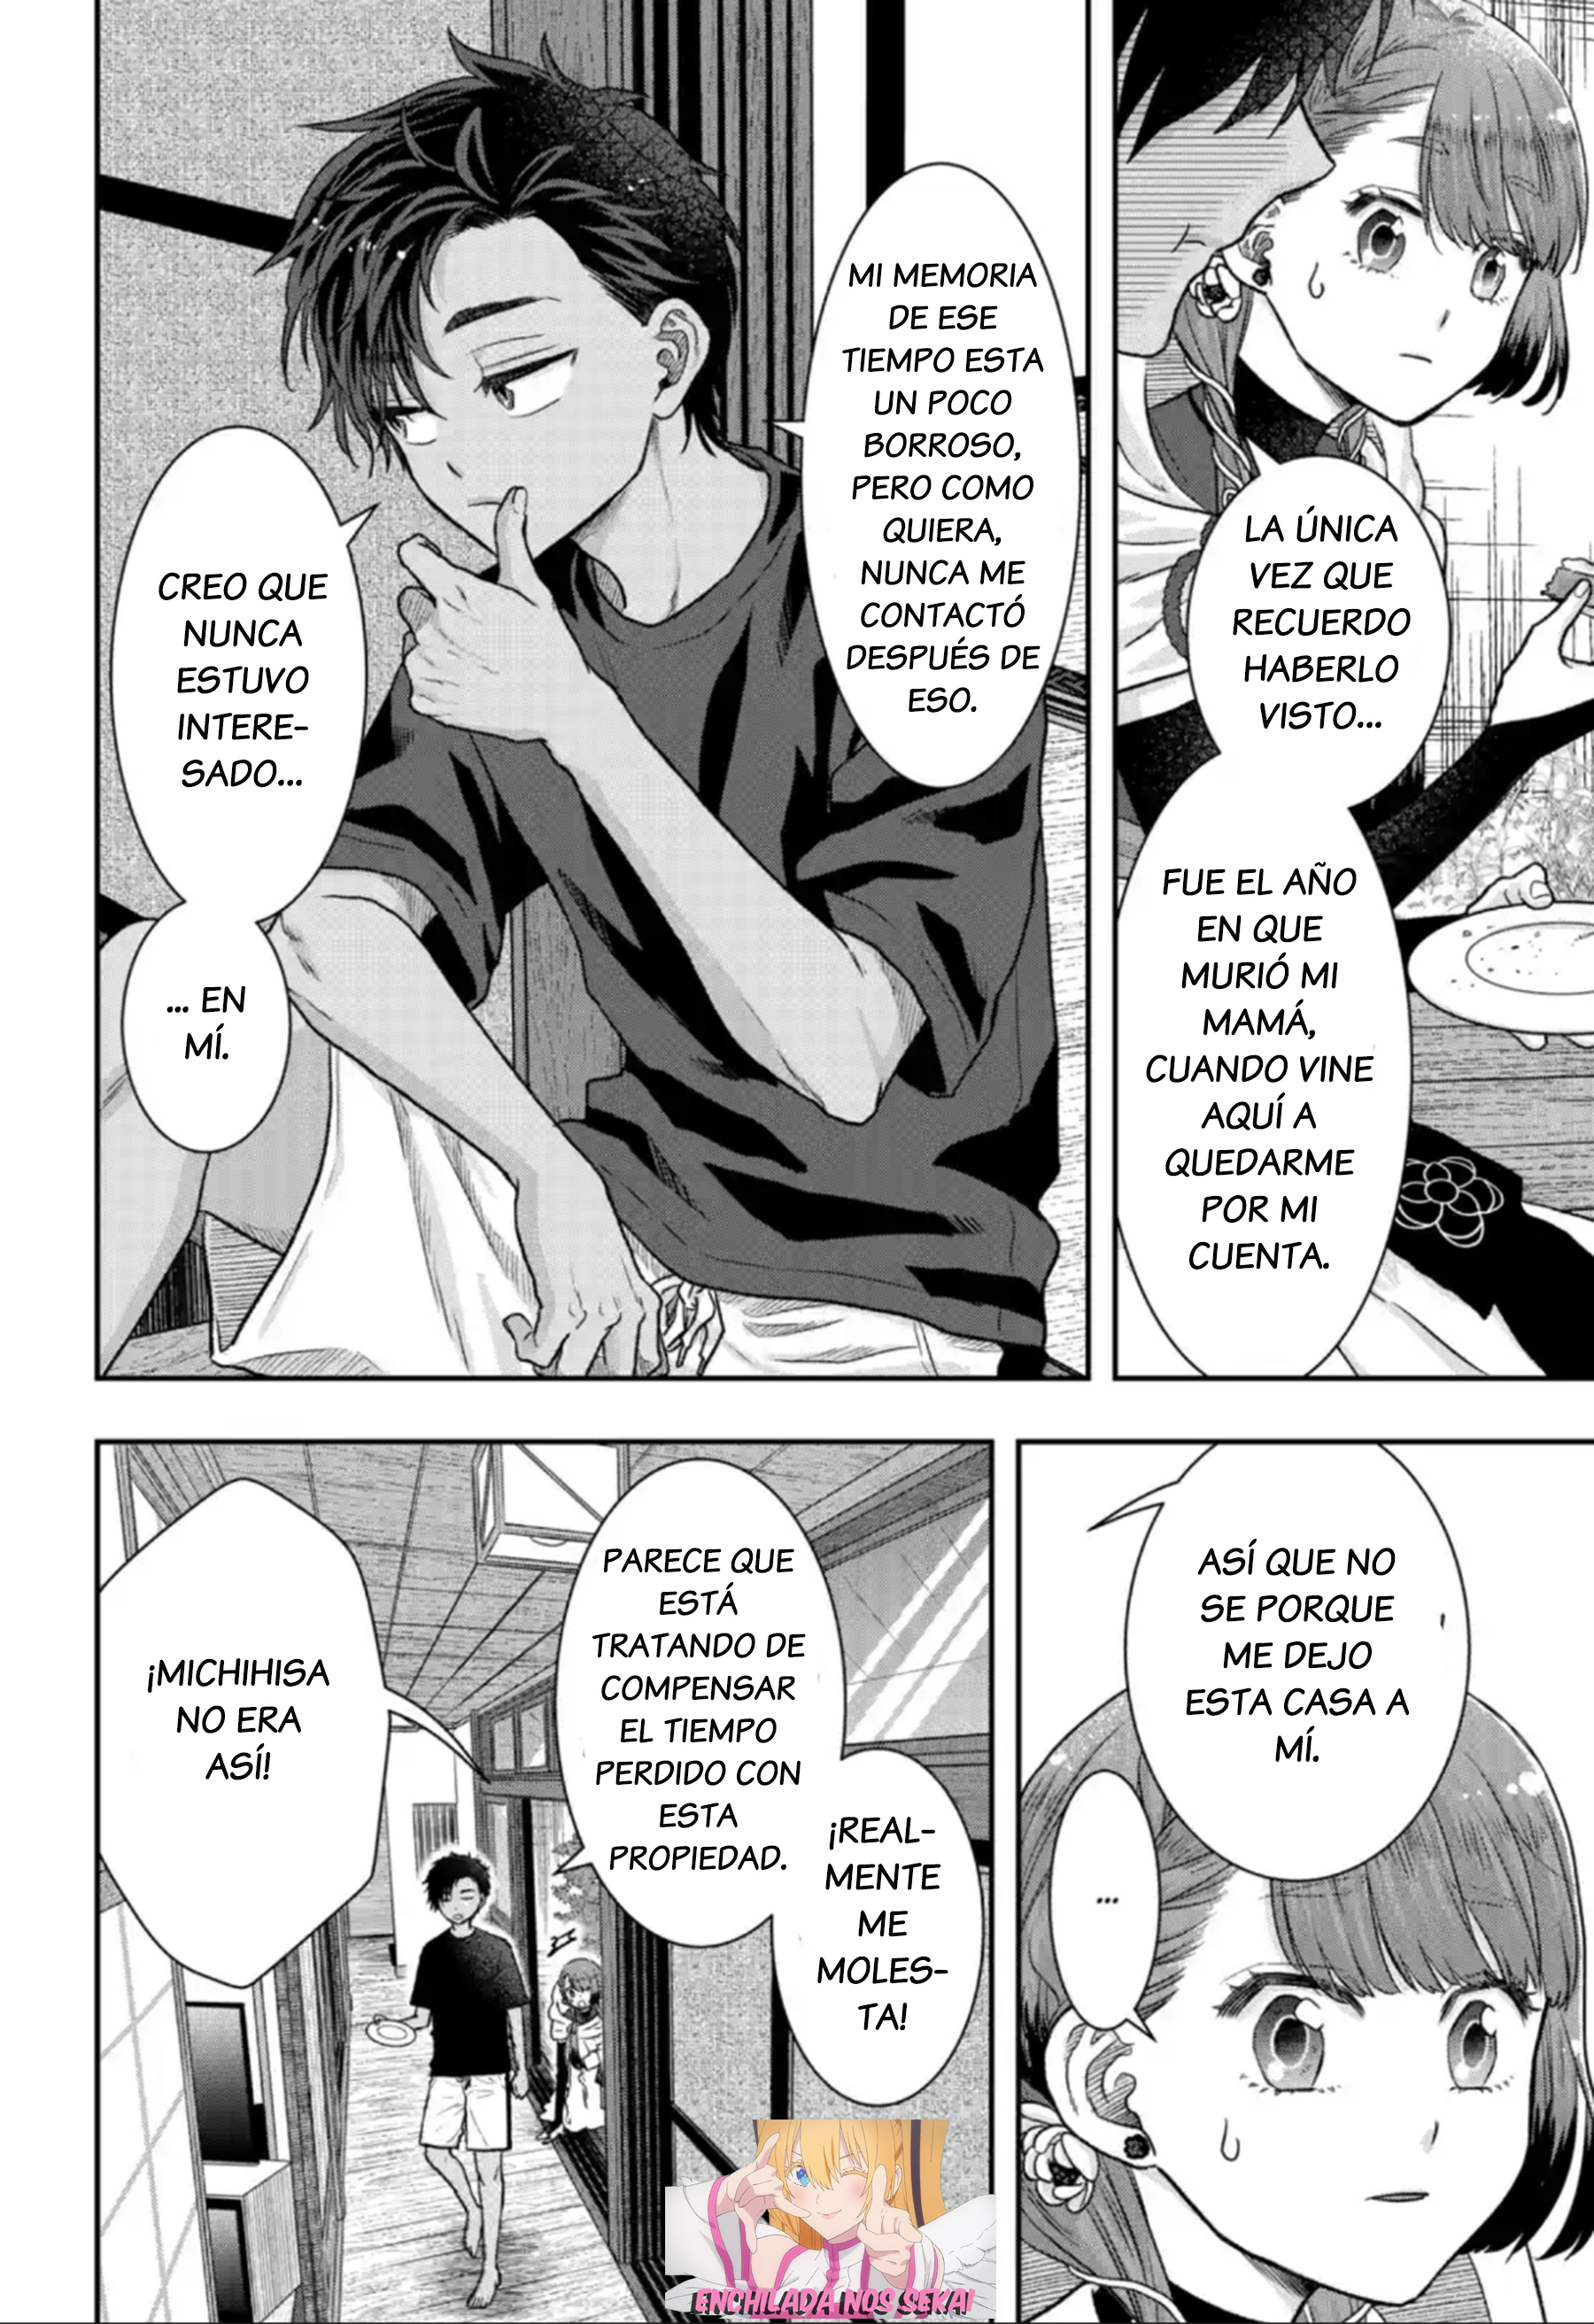 LA ÚNICA
VEZ QUE
RECUERDO
HABERLO
VISTO...
FUE EL AÑO
EN QUE
MURIÓ MI
MAMÁ,
CUANDO VINE
AQUÍ A
QUEDARME
POR MI
CUENTA.
MI MEMORIA
DE ESE
TIEMPO ESTA
UN POCO
BORROSO,
PERO COMO
QUIERA,
NUNCA ME
CONTACTÓ
DESPUÉS DE
ESO.
CREO QUE
NUNCA
ESTUVO
INTERE-
SADO...
... EN
MÍ.
ASÍ QUE NO
SE PORQUE
ME DEJO
ESTA CASA A
MÍ.
...
PARECE QUE
ESTÁ
TRATANDO DE
COMPENSAR
EL TIEMPO
PERDIDO CON
ESTA
PROPIEDAD.
¡REAL-
MENTE
ME
MOLES-
TA!
¡MICHIHISA
NO ERA
ASÍ!
ENCHILADA NOS SEKAI